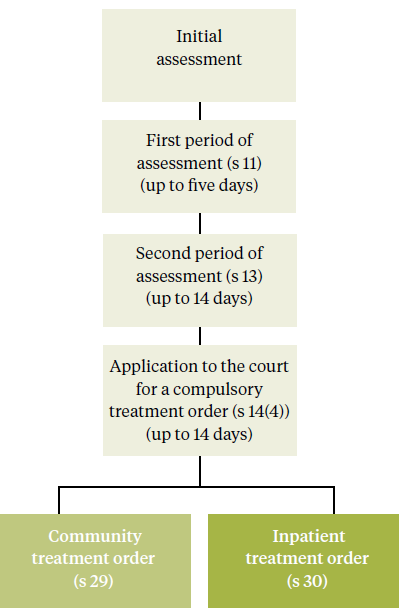 Initial
assessment
First period of
assessment (s 11)
(up to five days)
Second period of
assessment (s 13)
(up to 14 days)
Application to the court
for a compulsory
treatment order (s 14(4))
(up to 14 days)
Community
treatment order
(s 29)
Inpatient
treatment order
(s 30)